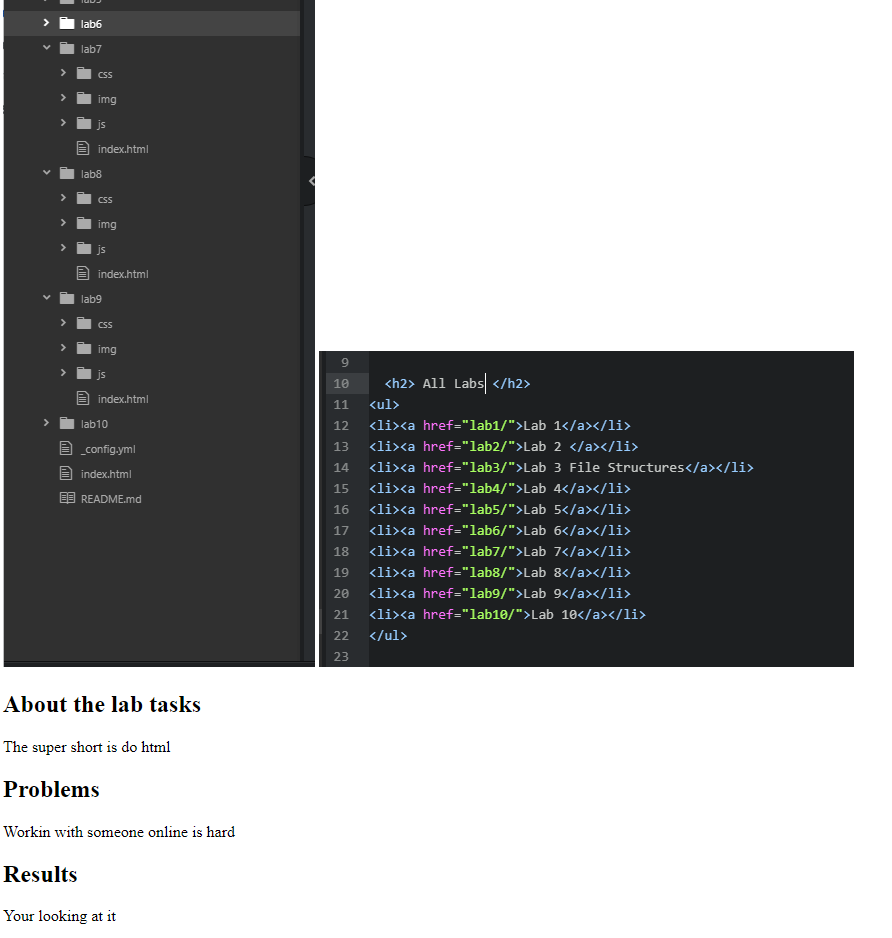 lab5
lab6
lab7
css
img
js
index.html
lab8
css
img
js
index.html
lab9
css
img
js
index.html
lab10
_config.yml
index.html
README.md
9
10 <h2> All Labs </h2>
11 <ul>
12 <li><a href="lab1/">Lab 1</a></li>
13 <li><a href="lab2/">Lab 2 </a></li>
14 <li><a href="lab3/">Lab 3 File Structures</a></li>
15 <li><a href="lab4/">Lab 4</a></li>
16 <li><a href="lab5/">Lab 5</a></li>
17 <li><a href="lab6/">Lab 6</a></li>
18 <li><a href="lab7/">Lab 7</a></li>
19 <li><a href="lab8/">Lab 8</a></li>
20 <li><a href="lab9/">Lab 9</a></li>
21 <li><a href="lab10/">Lab 10</a></li>
22 </ul>
23
About the lab tasks
The super short is do html
Problems
Workin with someone online is hard
Results
Your looking at it